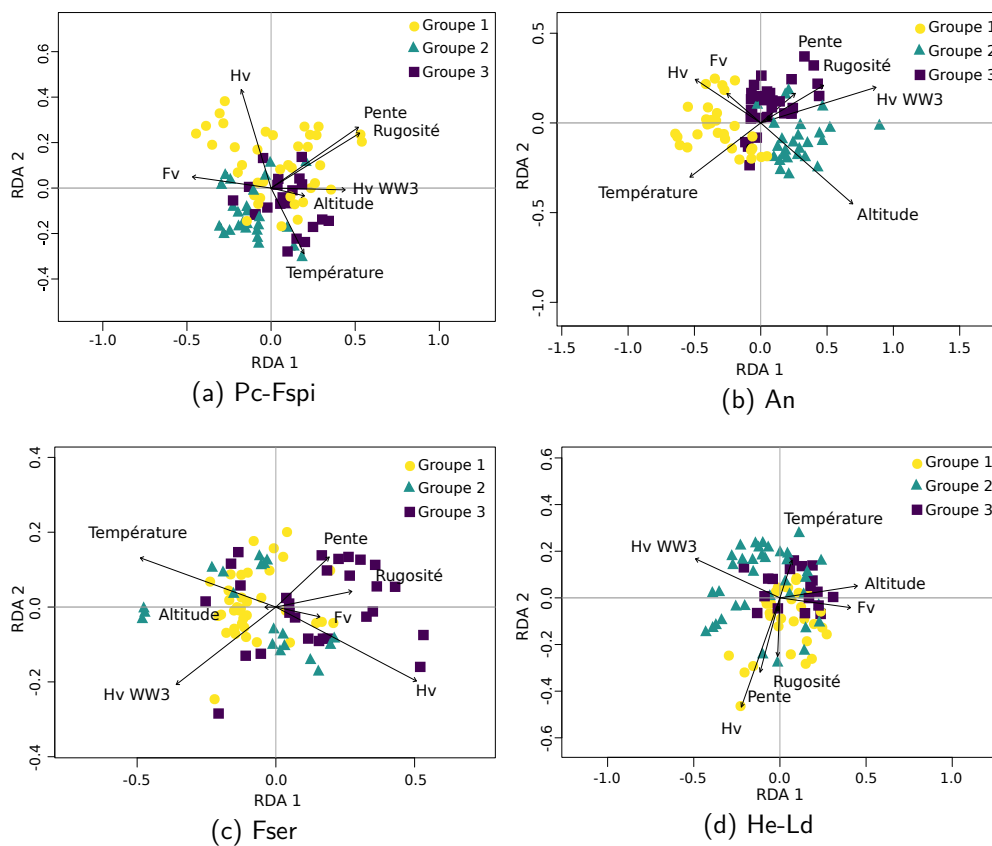 Groupe 1
Groupe 2
Groupe 3
Hv
Pente
Rugosité
Fv
Hv WW3
Altitude
Température
RDA 2
0.6
0.4
0.2
0.0
-0.2
-0.4
-1.0 -0.5 0.0 0.5 1.0
RDA 1
(a) Pc-Fspi
Groupe 1
Groupe 2
Groupe 3
Pente
Fv
Rugosité
Hv
Hv WW3
Température
Altitude
RDA 2
0.5
0.0
-0.5
-1.0
-1.5 -1.0 -0.5 0.0 0.5 1.0 1.5
RDA 1
(b) An
Groupe 1
Groupe 2
Groupe 3
Température
Pente
Rugosité
Altitude
Fv
Hv WW3
Hv
RDA 2
0.4
0.2
0.0
-0.2
-0.4
-0.5 0.0 0.5
RDA 1
(c) Fser
Groupe 1
Groupe 2
Groupe 3
Température
Hv WW3
Altitude
Fv
Rugosité
Pente
Hv
RDA 2
0.6
0.4
0.2
0.0
-0.2
-0.4
-0.6
-1.0 -0.5 0.0 0.5 1.0
RDA 1
(d) He-Ld